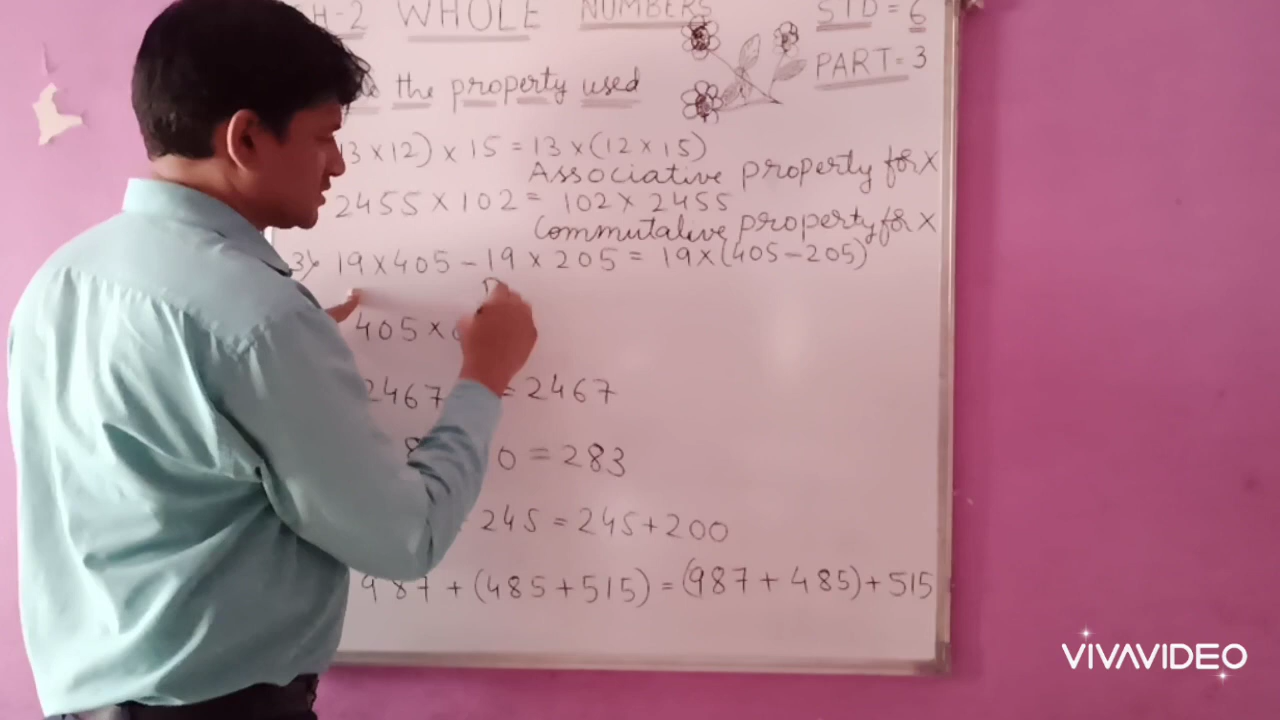 CH-2 WHOLE NUMBERS STD = 6
PART = 3
the property used
13 × 12) × 15 = 13 × (12 × 15)
Associative property for ×
2455 × 102 = 102 × 2455
Commutative property for ×
3) 19 × 405 − 19 × 205 = 19 × (405 − 205)
D
405 ×
2467 = 2467
8 0 = 283
245 = 245 + 200
987 + (485 + 515) = (987 + 485) + 515
VIVAVIDEO